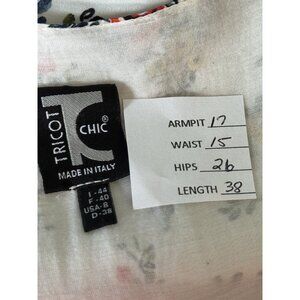 TRICOT
CHIC®
MADE IN ITALY
I - 44
F - 40
USA - 8
D - 38
ARMPIT 17
WAIST 15
HIPS 26
LENGTH 38